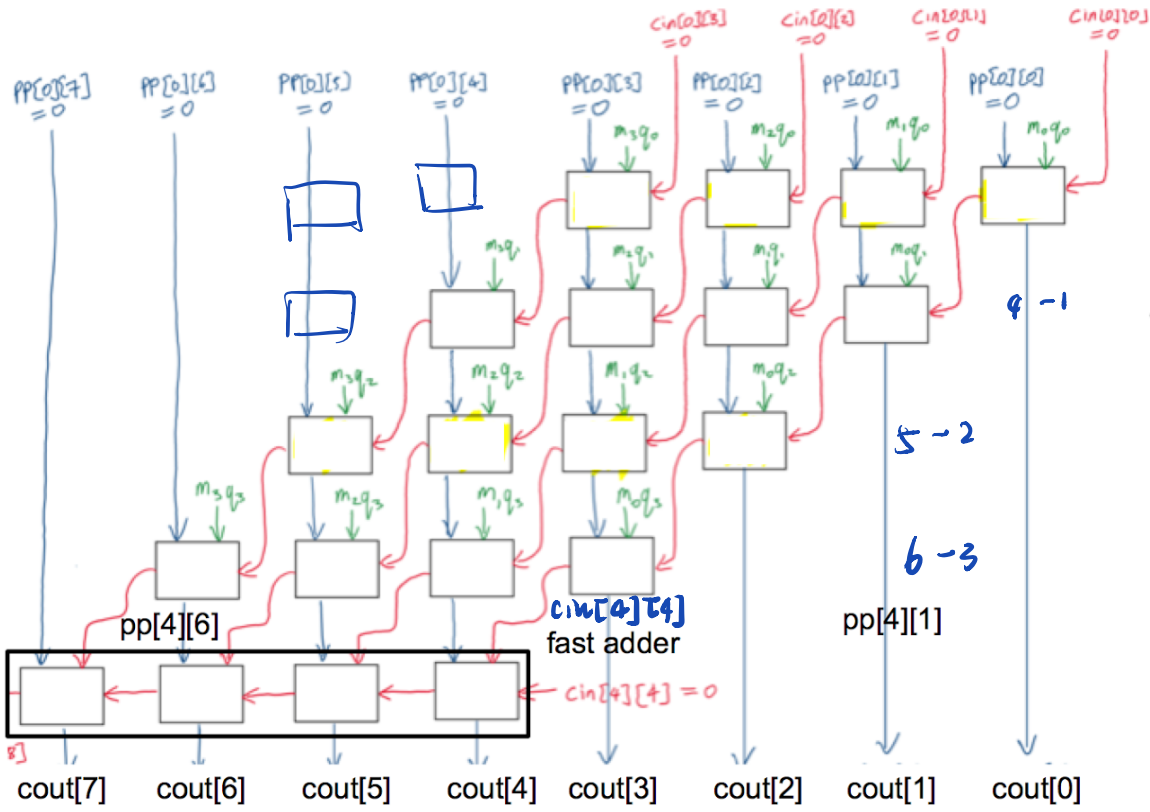 Cin[0][3]
=0
Cin[0][2]
=0
Cin[0][1]
=0
Cin[0][0]
=0
PP[0][7]
=0
PP[0][6]
=0
PP[0][5]
=0
PP[0][4]
=0
PP[0][3]
=0
PP[0][2]
=0
PP[0][1]
=0
PP[0][0]
=0
m₃q₀
m₂q₀
m₁q₀
m₀q₀
m₃q₁
m₂q₁
m₁q₁
m₀q₁
4-1
m₃q₂
m₂q₂
m₁q₂
m₀q₂
5-2
m₃q₃
m₂q₃
m₁q₃
m₀q₃
6-3
pp[4][6]
cin[4][4]
fast adder
pp[4][1]
Cin[4][4]=0
8]
cout[7] cout[6] cout[5] cout[4] cout[3] cout[2] cout[1] cout[0]